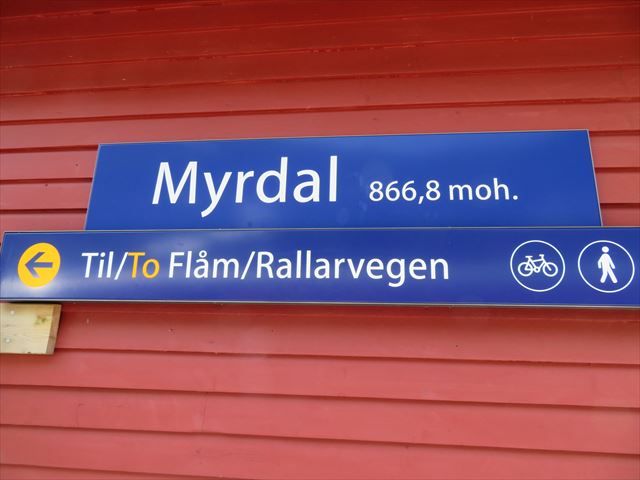 Myrdal 866,8 moh.
Til/To Flåm/Rallarvegen